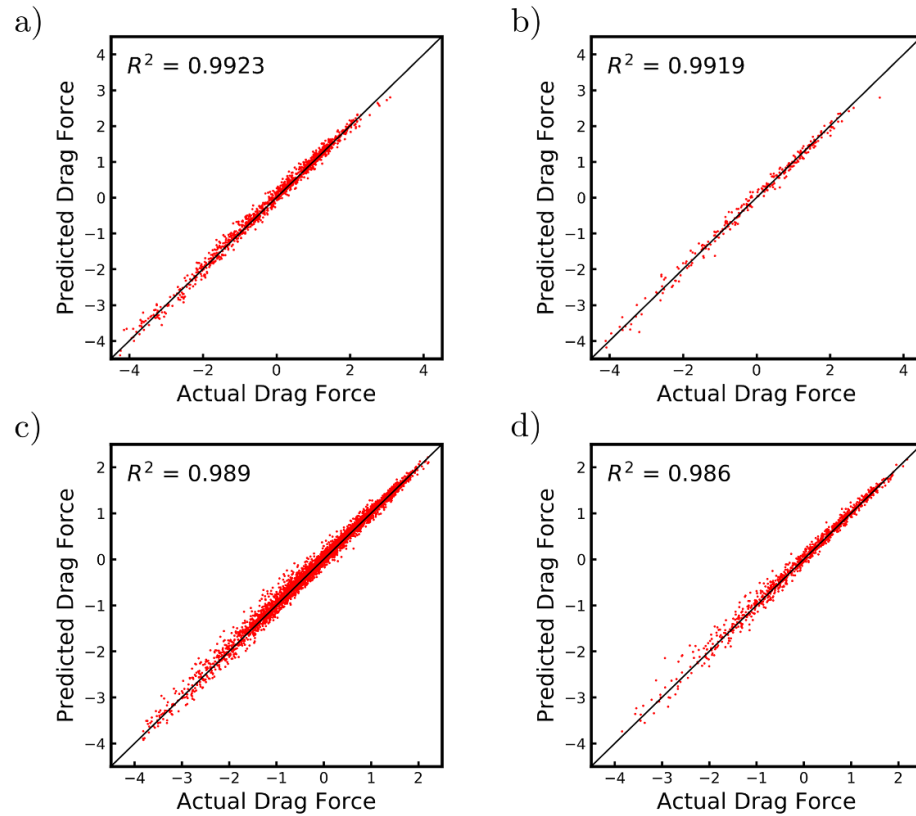 a)
R² = 0.9923
4
3
2
1
0
−1
−2
−3
−4
Predicted Drag Force
−4 −2 0 2 4
Actual Drag Force
b)
R² = 0.9919
4
3
2
1
0
−1
−2
−3
−4
Predicted Drag Force
−4 −2 0 2 4
Actual Drag Force
c)
R² = 0.989
2
1
0
−1
−2
−3
−4
Predicted Drag Force
−4 −3 −2 −1 0 1 2
Actual Drag Force
d)
R² = 0.986
2
1
0
−1
−2
−3
−4
Predicted Drag Force
−4 −3 −2 −1 0 1 2
Actual Drag Force